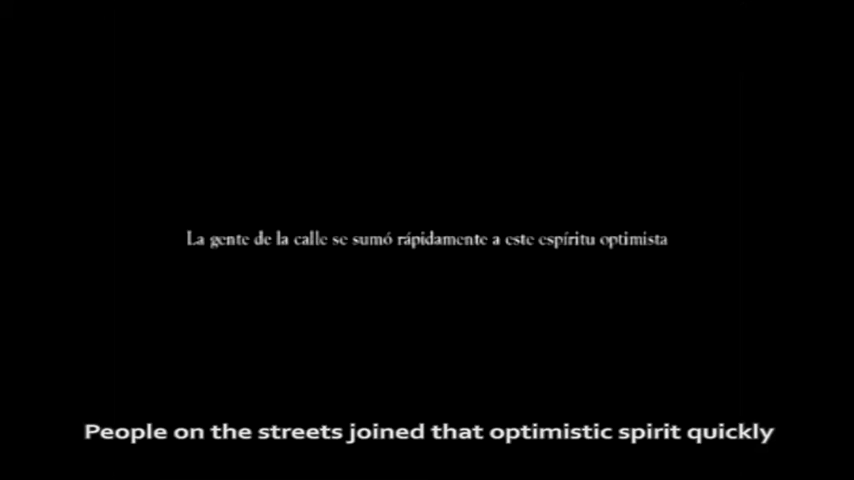 La gente de la calle se sumó rápidamente a este espíritu optimista
People on the streets joined that optimistic spirit quickly